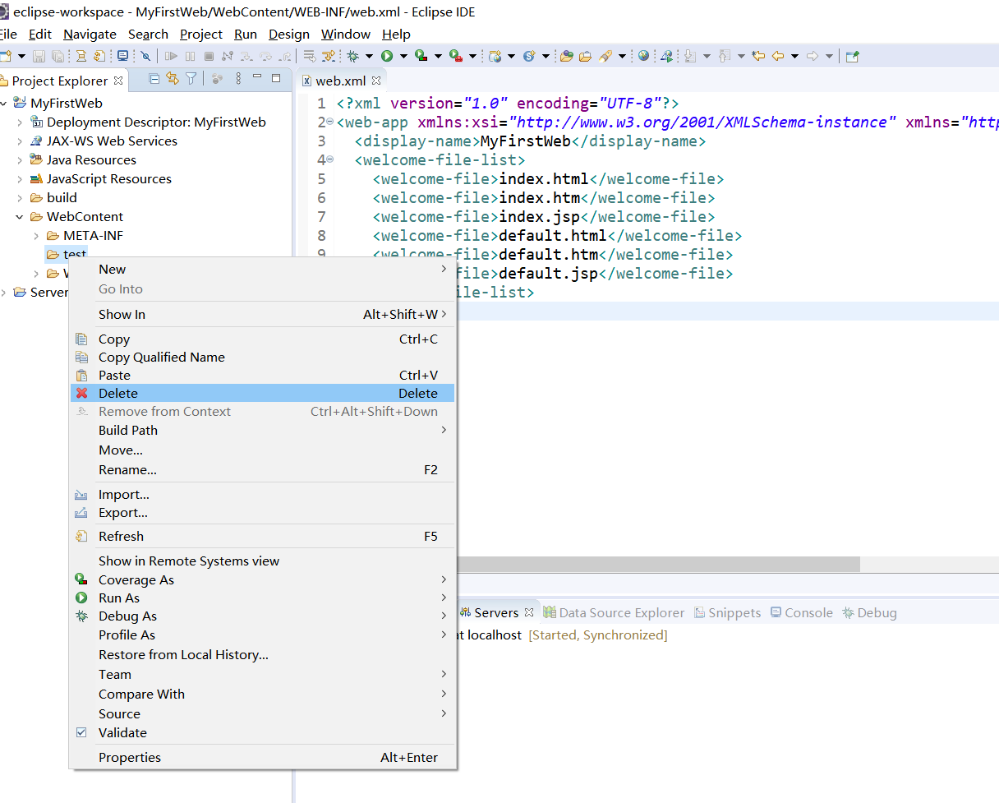 eclipse-workspace - MyFirstWeb/WebContent/WEB-INF/web.xml - Eclipse IDE
File Edit Navigate Search Project Run Design Window Help
Project Explorer
MyFirstWeb
Deployment Descriptor: MyFirstWeb
JAX-WS Web Services
Java Resources
JavaScript Resources
build
WebContent
META-INF
test
W
Server
web.xml
1 <?xml version="1.0" encoding="UTF-8"?>
2 <web-app xmlns:xsi="http://www.w3.org/2001/XMLSchema-instance" xmlns="http
3 <display-name>MyFirstWeb</display-name>
4 <welcome-file-list>
5 <welcome-file>index.html</welcome-file>
6 <welcome-file>index.htm</welcome-file>
7 <welcome-file>index.jsp</welcome-file>
8 <welcome-file>default.html</welcome-file>
9 <welcome-file>default.htm</welcome-file>
file>default.jsp</welcome-file>
ile-list>
New
Go Into
Show In Alt+Shift+W
Copy Ctrl+C
Copy Qualified Name
Paste Ctrl+V
Delete Delete
Remove from Context Ctrl+Alt+Shift+Down
Build Path
Move...
Rename... F2
Import...
Export...
Refresh F5
Show in Remote Systems view
Coverage As
Run As
Debug As
Profile As
Restore from Local History...
Team
Compare With
Source
Validate
Properties Alt+Enter
Servers Data Source Explorer Snippets Console Debug
at localhost [Started, Synchronized]